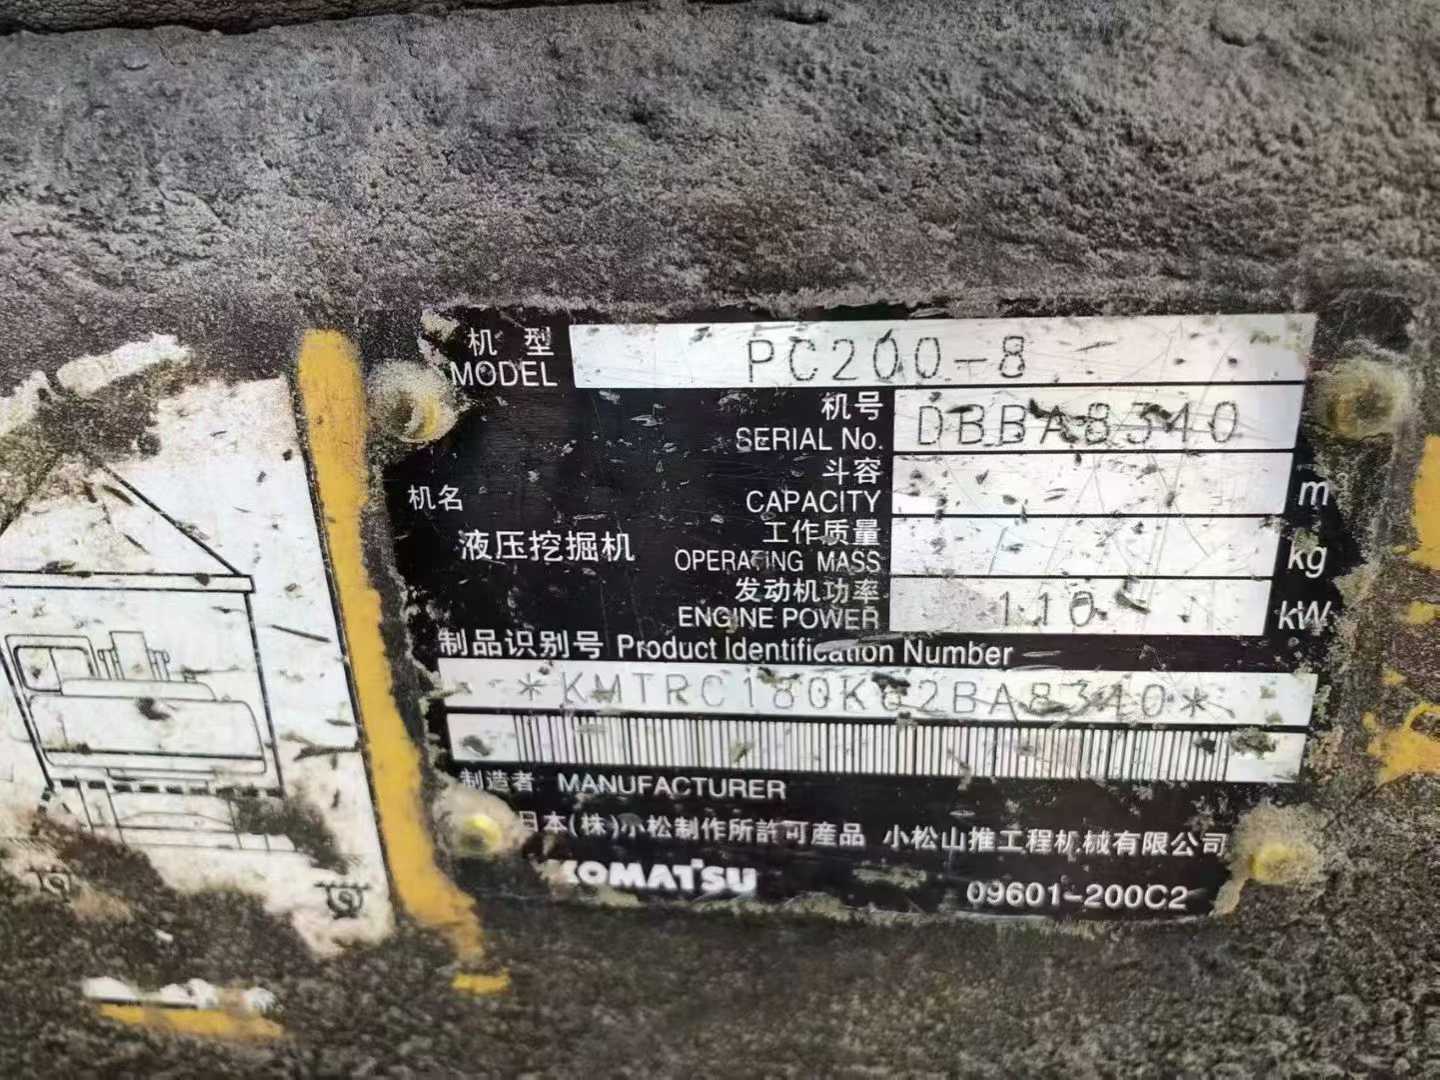 机型 PC200-8
MODEL
机号 DBBA8340
SERIAL No.
斗容
CAPACITY m
机名
工作质量
液压挖掘机
OPERATING MASS kg
发动机功率 110
ENGINE POWER kW
制品识别号 Product Identification Number
*KMTRC180K62BA8340*
制造者 MANUFACTURER
日本(株)小松制作所許可産品 小松山推工程机械有限公司
KOMATSU 09601-200C2